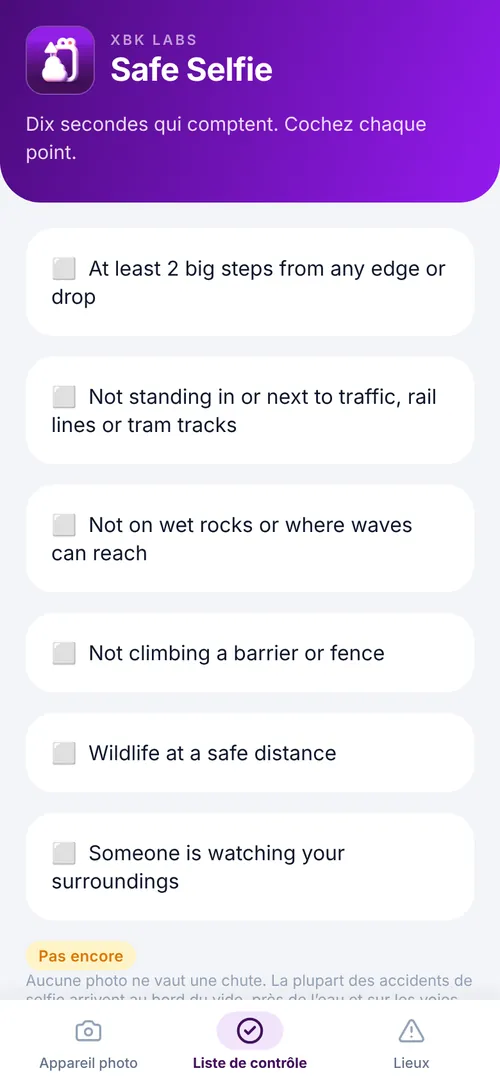 XBK LABS
Safe Selfie
Dix secondes qui comptent. Cochez chaque
point.
At least 2 big steps from any edge or
drop
Not standing in or next to traffic, rail
lines or tram tracks
Not on wet rocks or where waves
can reach
Not climbing a barrier or fence
Wildlife at a safe distance
Someone is watching your
surroundings
Pas encore
Aucune photo ne vaut une chute. La plupart des accidents de
selfie arrivent au bord du vide, près de l'eau et sur les voies
Appareil photo
Liste de contrôle
Lieux